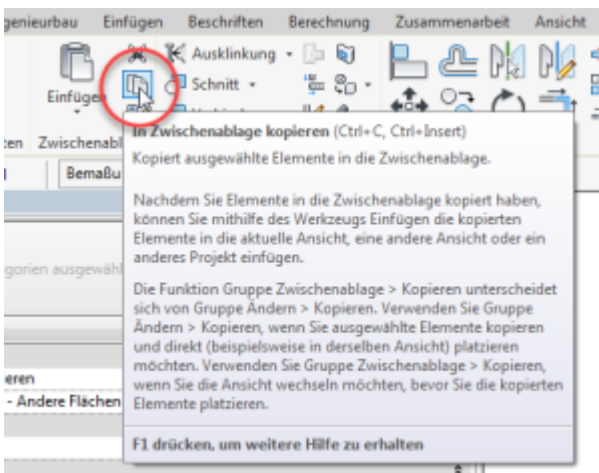 genieurbau Einfügen Beschriften Berechnung Zusammenarbeit Ansicht
Ausklinkung
Einfügen Schnitt
Zwischenabl
Bemaßu
In Zwischenablage kopieren (Ctrl+C, Ctrl+Insert)
Kopiert ausgewählte Elemente in die Zwischenablage.
Nachdem Sie Elemente in die Zwischenablage kopiert haben,
können Sie mithilfe des Werkzeugs Einfügen die kopierten
Elemente in die aktuelle Ansicht, eine andere Ansicht oder ein
anderes Projekt einfügen.
gorien ausgewähl
Die Funktion Gruppe Zwischenablage > Kopieren unterscheidet
sich von Gruppe Ändern > Kopieren. Verwenden Sie Gruppe
Ändern > Kopieren, wenn Sie ausgewählte Elemente kopieren
und direkt (beispielsweise in derselben Ansicht) platzieren
möchten. Verwenden Sie Gruppe Zwischenablage > Kopieren,
wenn Sie die Ansicht wechseln möchten, bevor Sie die kopierten
Elemente platzieren.
ieren
- Andere Flächen
F1 drücken, um weitere Hilfe zu erhalten